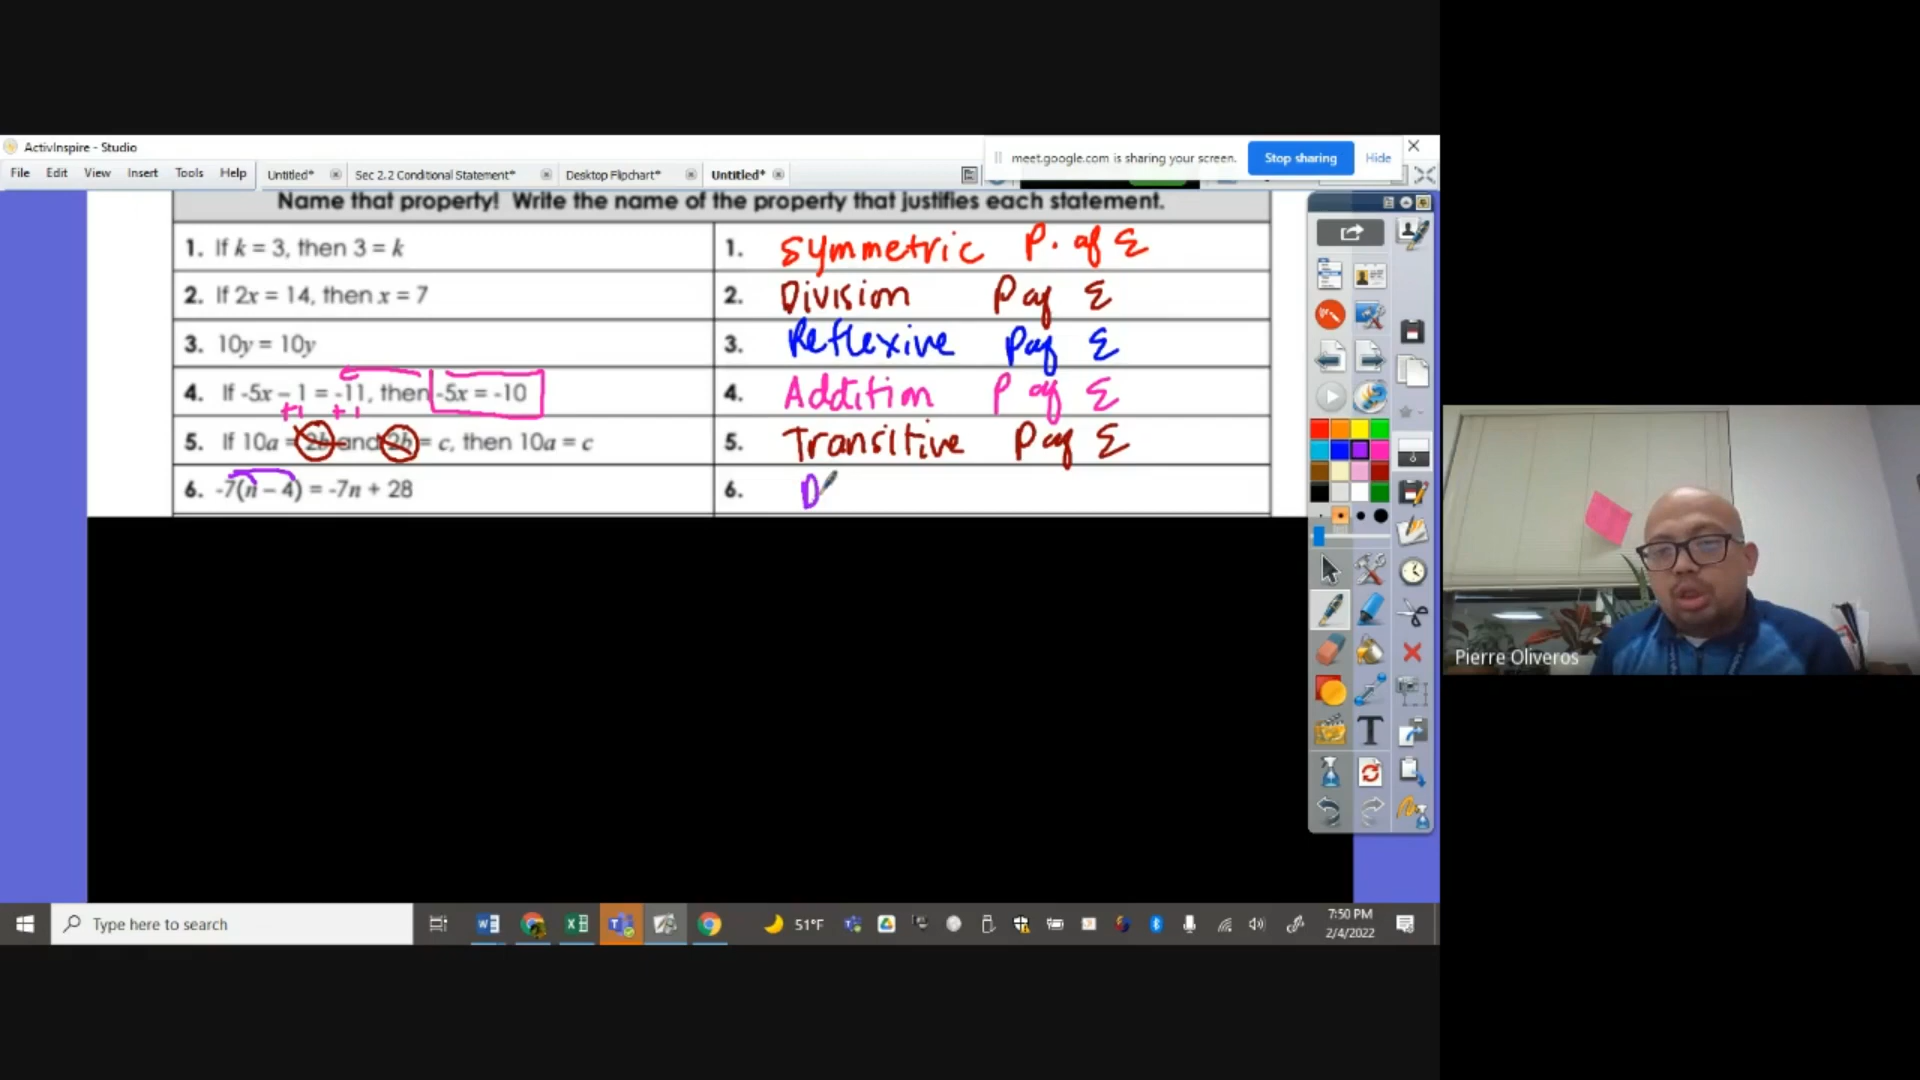 ActivInspire - Studio
meet.google.com is sharing your screen. Stop sharing Hide
File Edit View Insert Tools Help Untitled* Sec 2.2 Conditional Statement* Desktop Flipchart* Untitled*
Name that property! Write the name of the property that justifies each statement.
1. If k = 3, then 3 = k 1. Symmetric P. of E
2. If 2x = 14, then x = 7 2. Division P of E
3. 10y = 10y 3. Reflexive P of E
4. If -5x – 1 = -11, then -5x = -10 4. Addition P of E
+1 +1
5. If 10a = 2b and 2b = c, then 10a = c 5. Transitive P of E
6. -7(n – 4) = -7n + 28 6. D
Pierre Oliveros
T
Type here to search 51°F 7:50 PM
2/4/2022